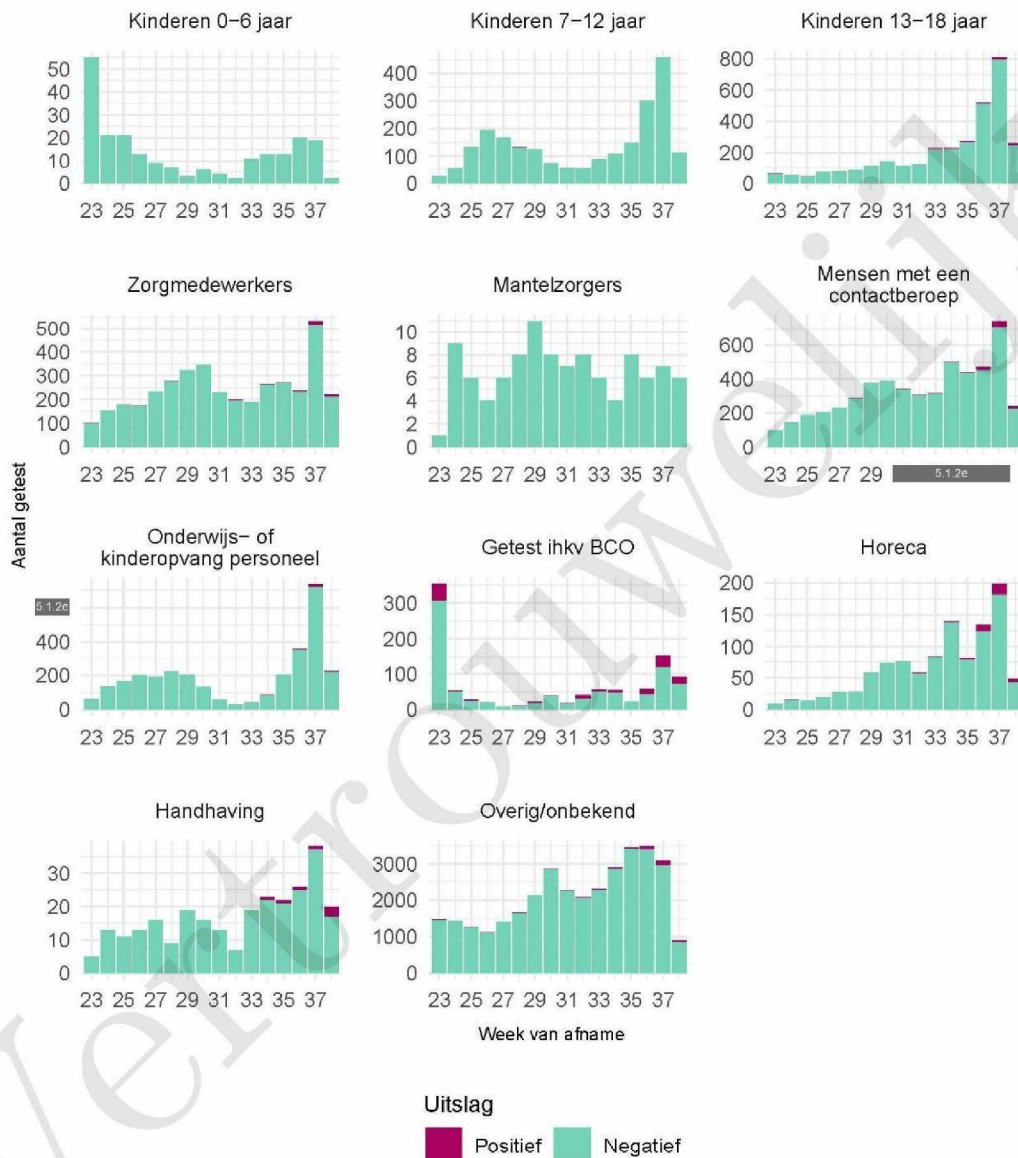 Kinderen 0−6 jaar
50
40
30
20
10
0
23 25 27 29 31 33 35 37
Kinderen 7−12 jaar
400
300
200
100
0
23 25 27 29 31 33 35 37
Kinderen 13−18 jaar
800
600
400
200
0
23 25 27 29 31 33 35 37
Zorgmedewerkers
500
400
300
200
100
0
23 25 27 29 31 33 35 37
Mantelzorgers
10
8
6
4
2
0
23 25 27 29 31 33 35 37
Mensen met een
contactberoep
600
400
200
0
23 25 27 29
5.1.2e
Aantal getest
Onderwijs− of
kinderopvang personeel
5.1.2e
400
200
0
23 25 27 29 31 33 35 37
Getest ihkv BCO
300
200
100
0
23 25 27 29 31 33 35 37
Horeca
200
150
100
50
0
23 25 27 29 31 33 35 37
Handhaving
30
20
10
0
23 25 27 29 31 33 35 37
Overig/onbekend
3000
2000
1000
0
23 25 27 29 31 33 35 37
Week van afname
Uitslag
Positief Negatief
Vertrouwelijk